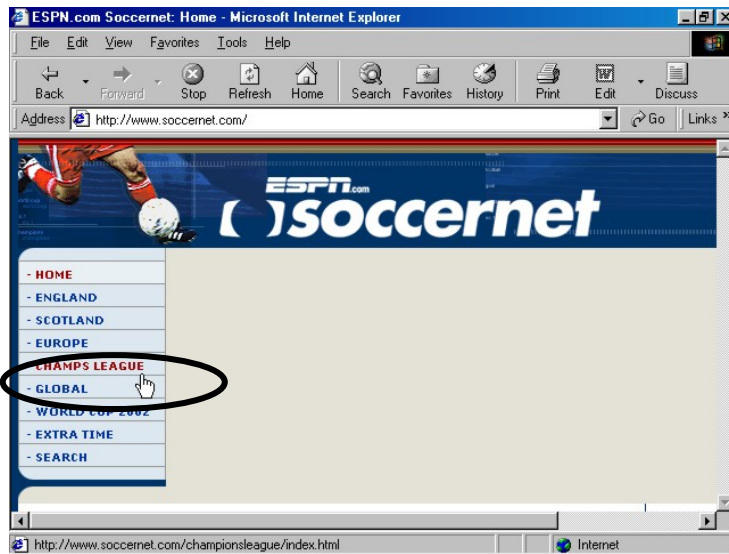 ESPN.com Soccernet: Home - Microsoft Internet Explorer
File Edit View Favorites Tools Help
Back Forward Stop Refresh Home Search Favorites History Print Edit Discuss
Address http://www.soccernet.com/ Go Links »
ESPN.com
soccernet
- HOME
- ENGLAND
- SCOTLAND
- EUROPE
- CHAMPS LEAGUE
- GLOBAL
- WORLD CUP 2002
- EXTRA TIME
- SEARCH
http://www.soccernet.com/championsleague/index.html Internet